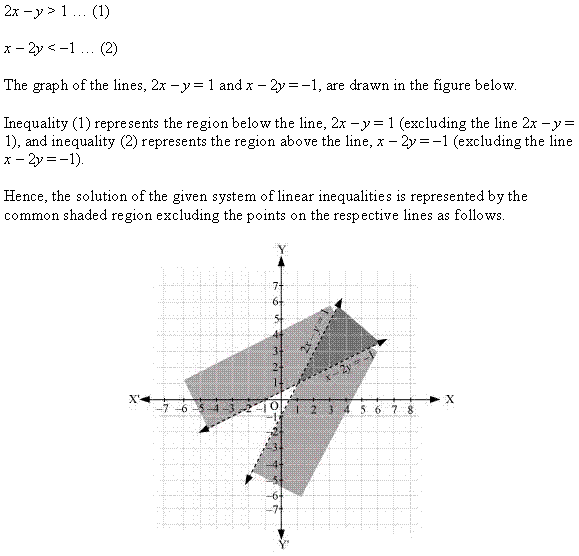 2x – y > 1 … (1)
x – 2y < –1 … (2)
The graph of the lines, 2x – y = 1 and x – 2y = –1, are drawn in the figure below.
Inequality (1) represents the region below the line, 2x – y = 1 (excluding the line 2x – y =
1), and inequality (2) represents the region above the line, x – 2y = –1 (excluding the line
x – 2y = –1).
Hence, the solution of the given system of linear inequalities is represented by the
common shaded region excluding the points on the respective lines as follows.
Y
7
6
5
4
3
2
1
2x – y = 1
x – 2y = –1
X' –7 –6 –5 –4 –3 –2 –1 O 1 2 3 4 5 6 7 8 X
–1
–2
–3
–4
–5
–6
–7
Y'